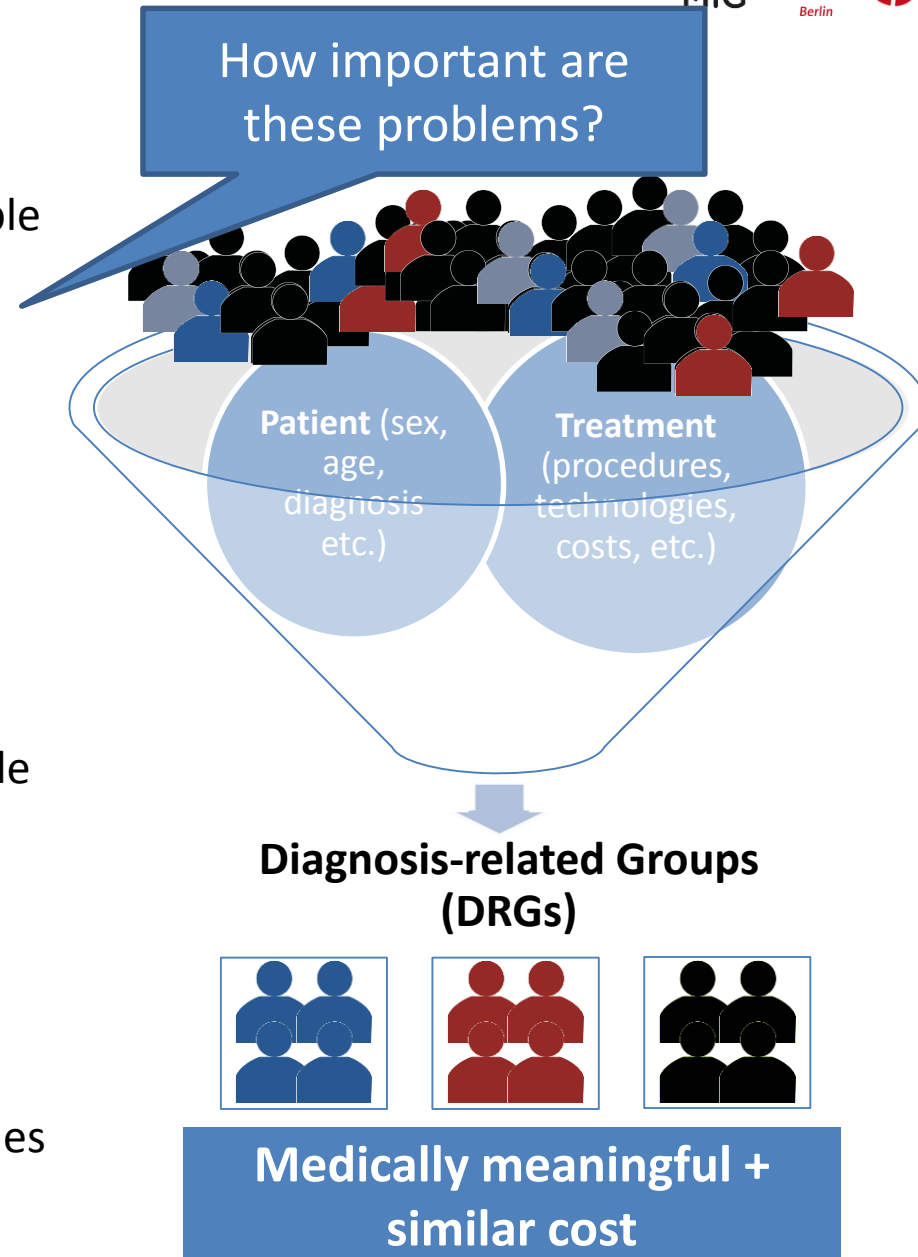 Berlin
How important are
these problems?
Patient (sex,
age,
diagnosis
etc.)
Treatment
(procedures,
technologies,
costs, etc.)
Diagnosis-related Groups
(DRGs)
Medically meaningful +
similar cost